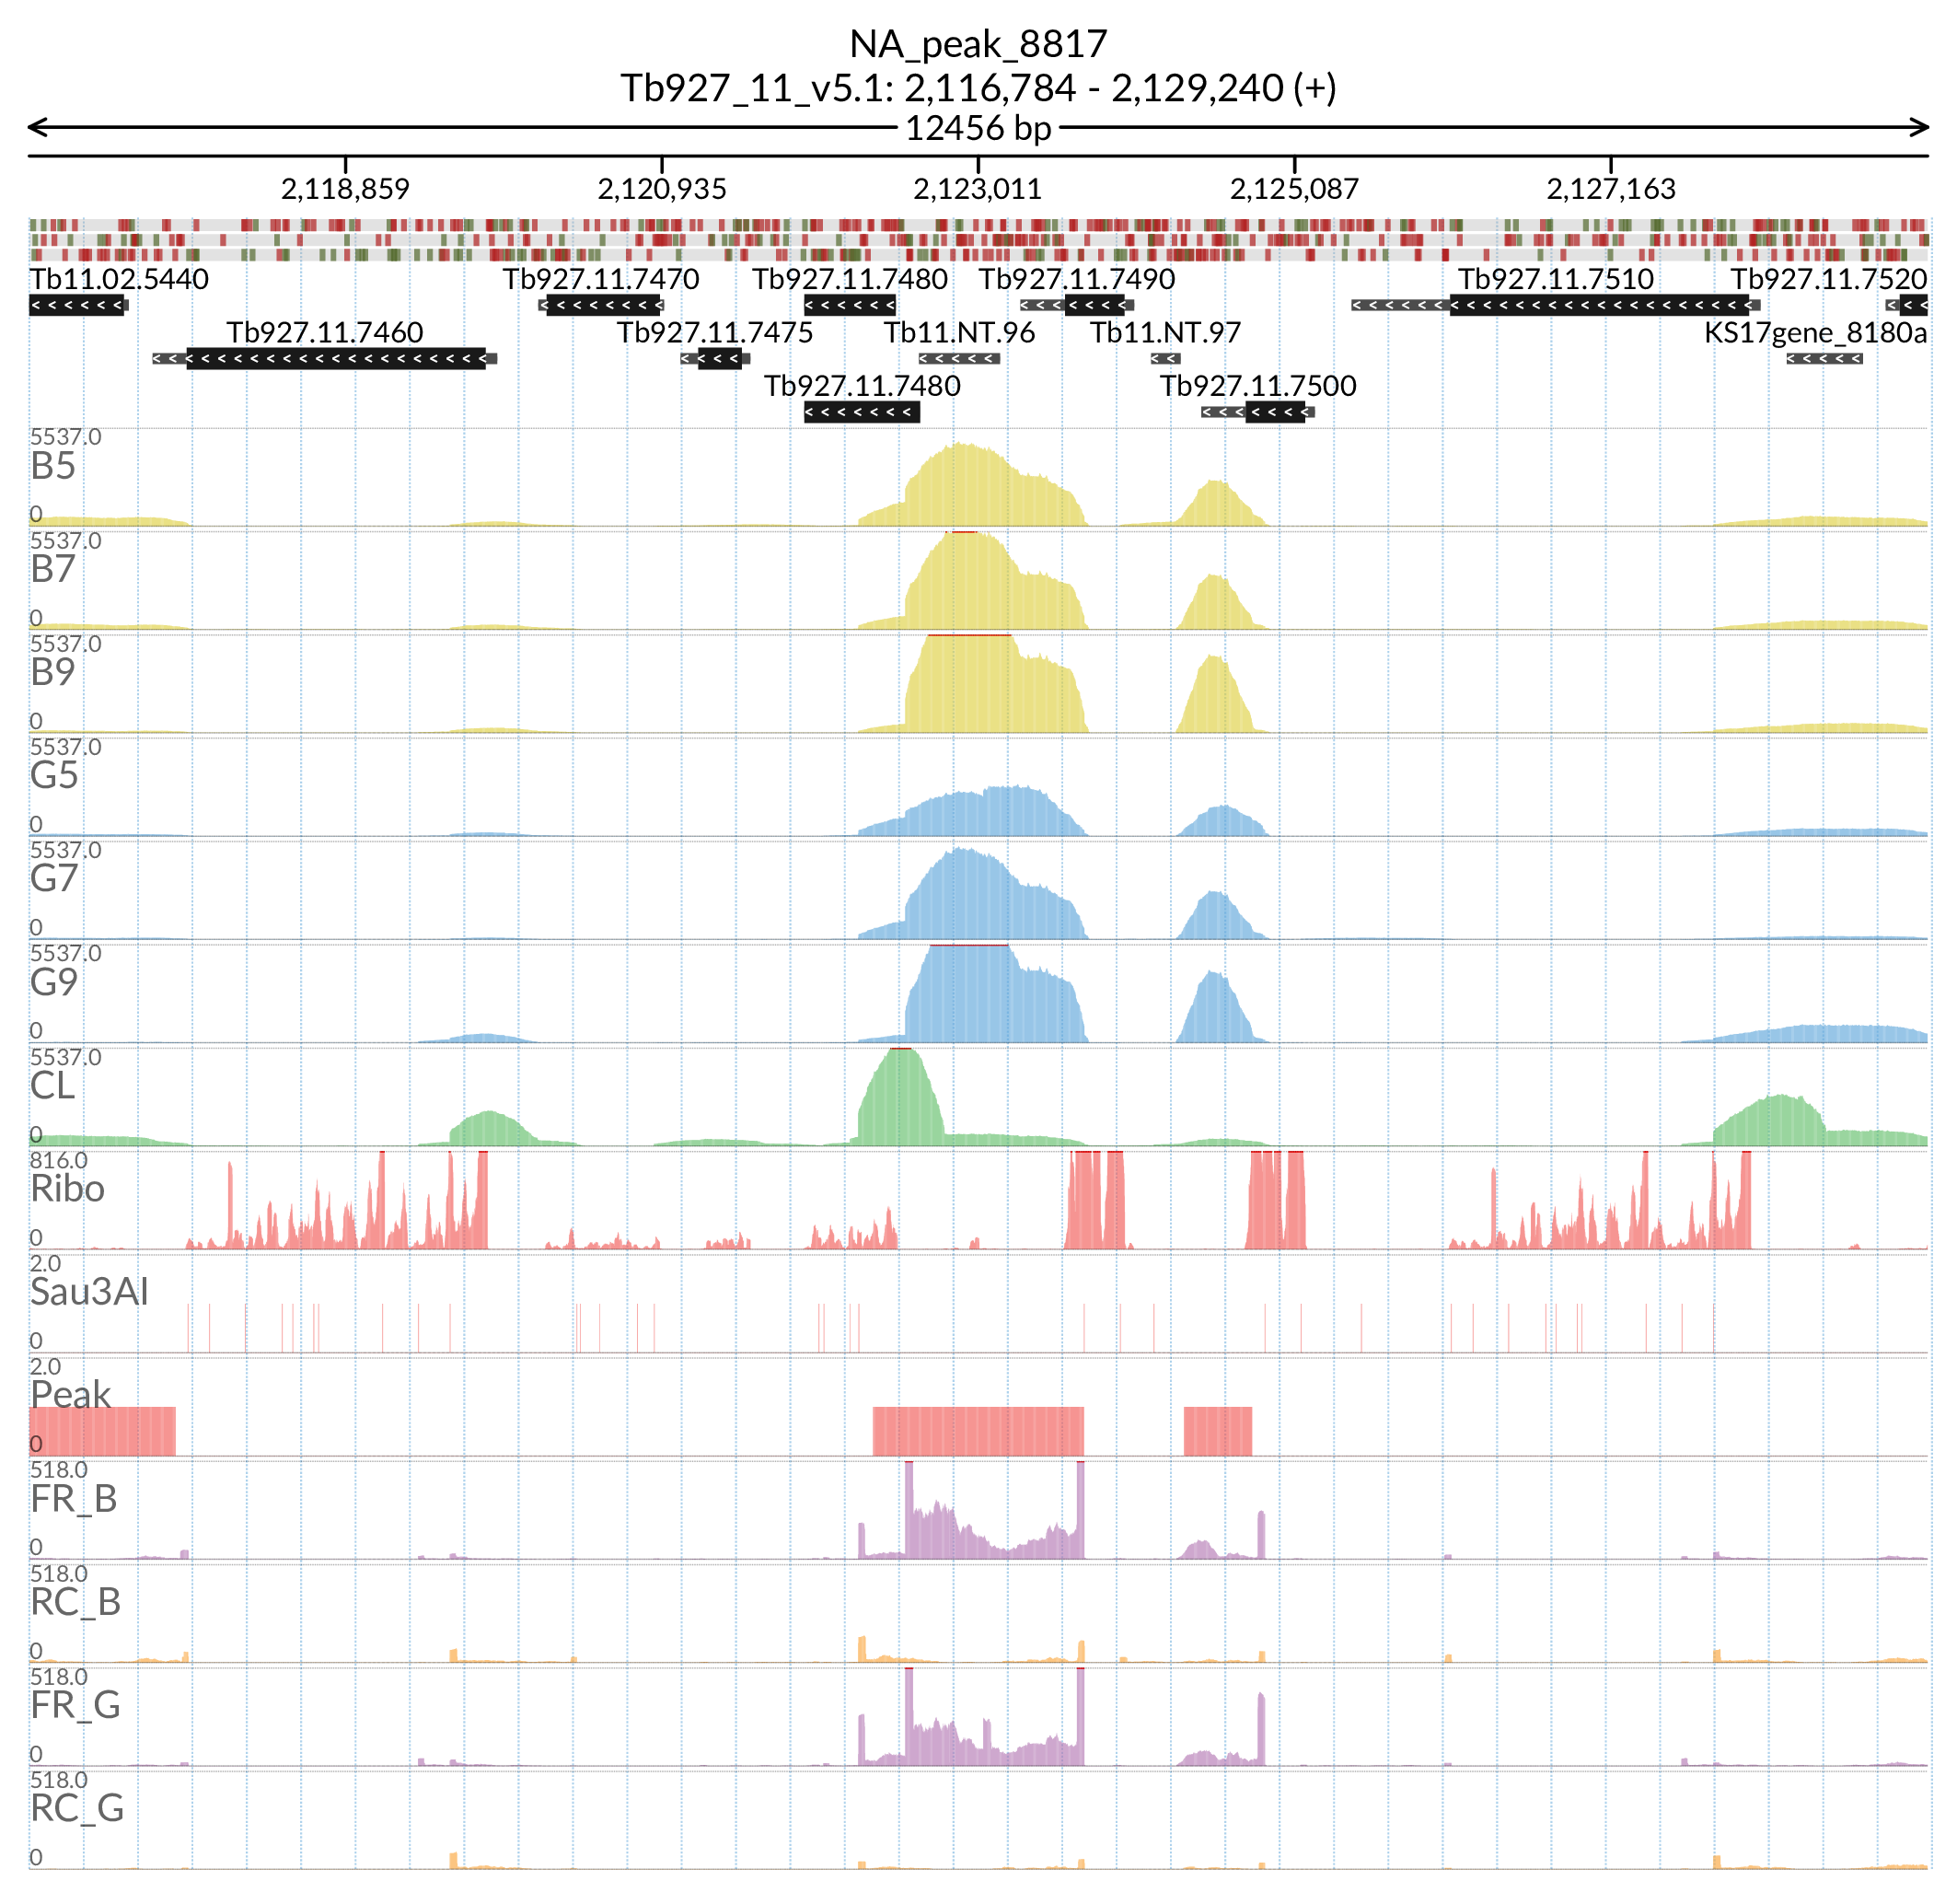 NA_peak_8817
Tb927_11_v5.1: 2,116,784 - 2,129,240 (+)
12456 bp
2,118,859 2,120,935 2,123,011 2,125,087 2,127,163
Tb11.02.5440 Tb927.11.7470 Tb927.11.7480 Tb927.11.7490 Tb927.11.7510 Tb927.11.7520
Tb927.11.7460 Tb927.11.7475 Tb11.NT.96 Tb11.NT.97 KS17gene_8180a
Tb927.11.7480 Tb927.11.7500
5537.0
B5
0
5537.0
B7
0
5537.0
B9
0
5537.0
G5
0
5537.0
G7
0
5537.0
G9
0
5537.0
CL
0
816.0
Ribo
0
2.0
Sau3AI
0
2.0
Peak
0
518.0
FR_B
0
518.0
RC_B
0
518.0
FR_G
0
518.0
RC_G
0